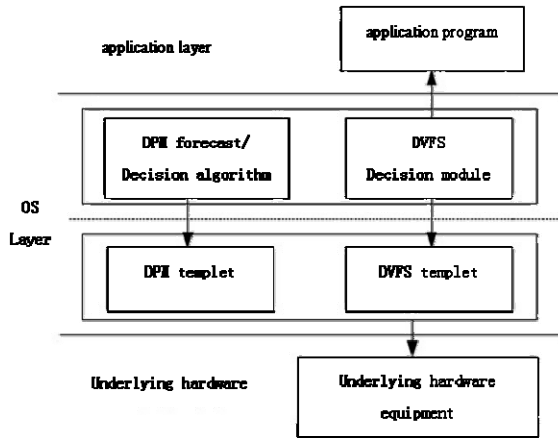 application layer
application program
DPM forecast/
Decision algorithm
DVFS
Decision module
OS
Layer
DPM templet
DVFS templet
Underlying hardware
Underlying hardware
equipment